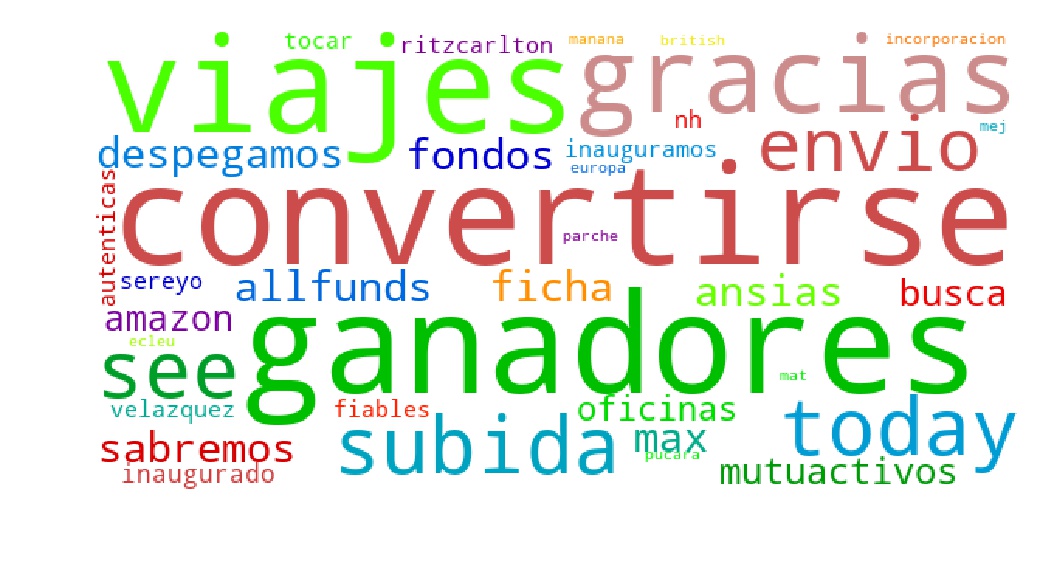 tocar ritzcarlton manana british incorporacion
viajes gracias
nh mej
despegamos fondos inauguramos envio
europa
autenticas convertirse
parche
sereyo allfunds ficha ansias busca
amazon ganadores
ecleu see mat
velazquez fiables oficinas today
sabremos subida max
pucara
inaugurado mutuactivos